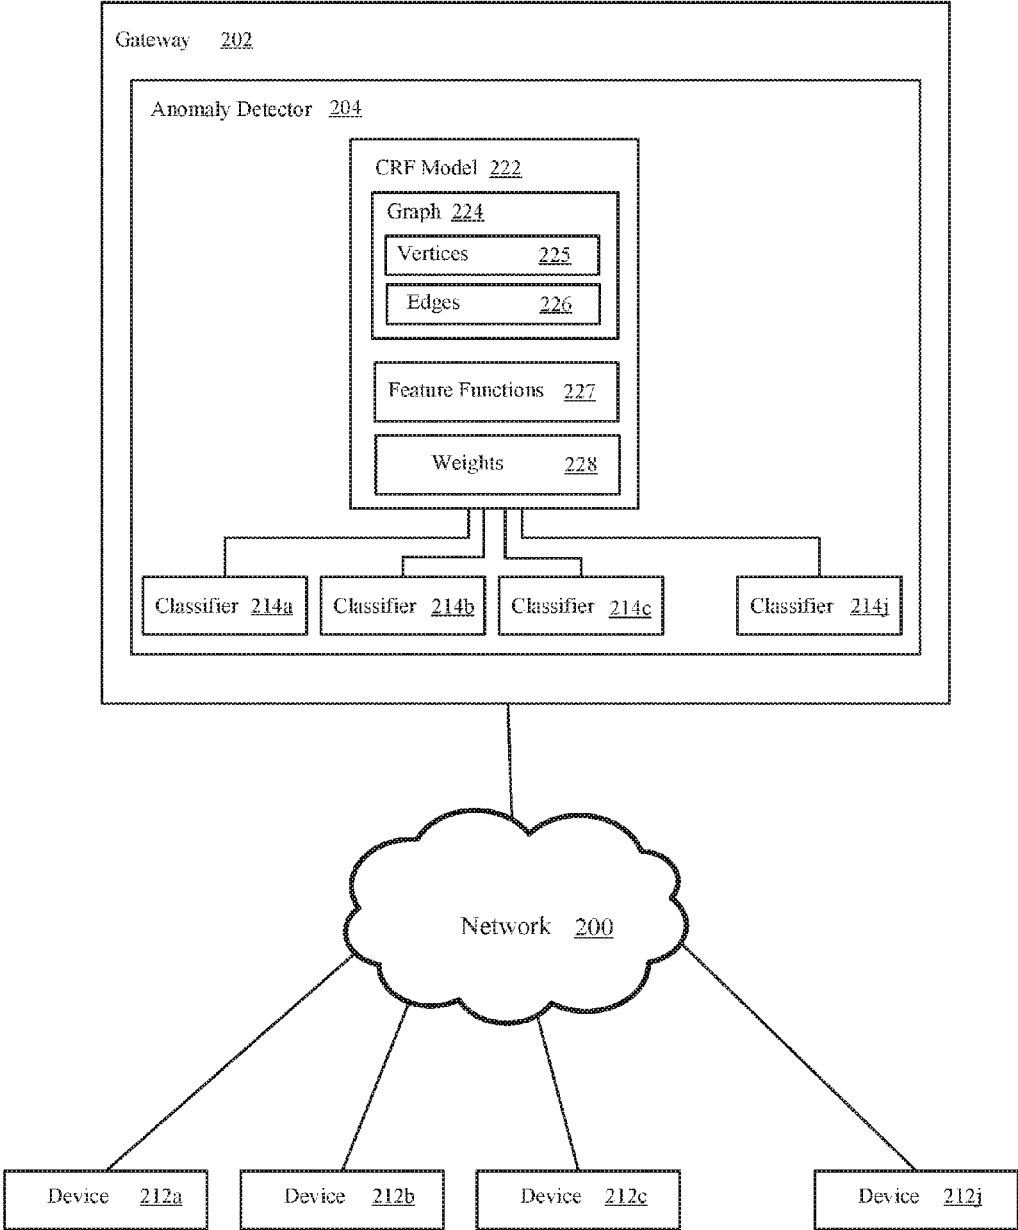 Gateway 202
Anomaly Detector 204
CRF Model 222
Graph 224
Vertices 225
Edges 226
Feature Functions 227
Weights 228
Classifier 214a Classifier 214b Classifier 214c Classifier 214j
Network 200
Device 212a Device 212b Device 212c Device 212j